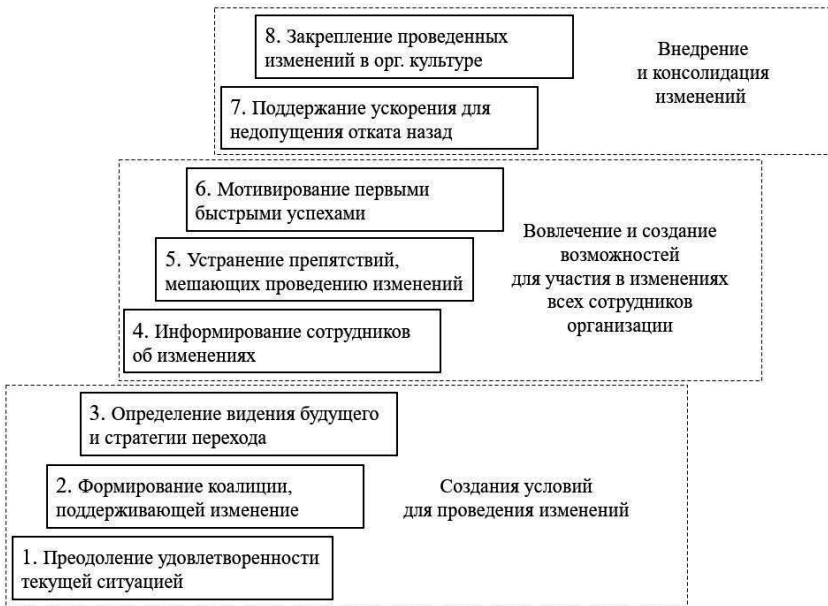 8. Закрепление проведенных
изменений в орг. культуре
Внедрение
и консолидация
изменений
7. Поддержание ускорения для
недопущения отката назад
6. Мотивирование первыми
быстрыми успехами
5. Устранение препятствий,
мешающих проведению изменений
Вовлечение и создание
возможностей
для участия в изменениях
всех сотрудников
организации
4. Информирование сотрудников
об изменениях
3. Определение видения будущего
и стратегии перехода
2. Формирование коалиции,
поддерживающей изменение
Создания условий
для проведения изменений
1. Преодоление удовлетворенности
текущей ситуацией